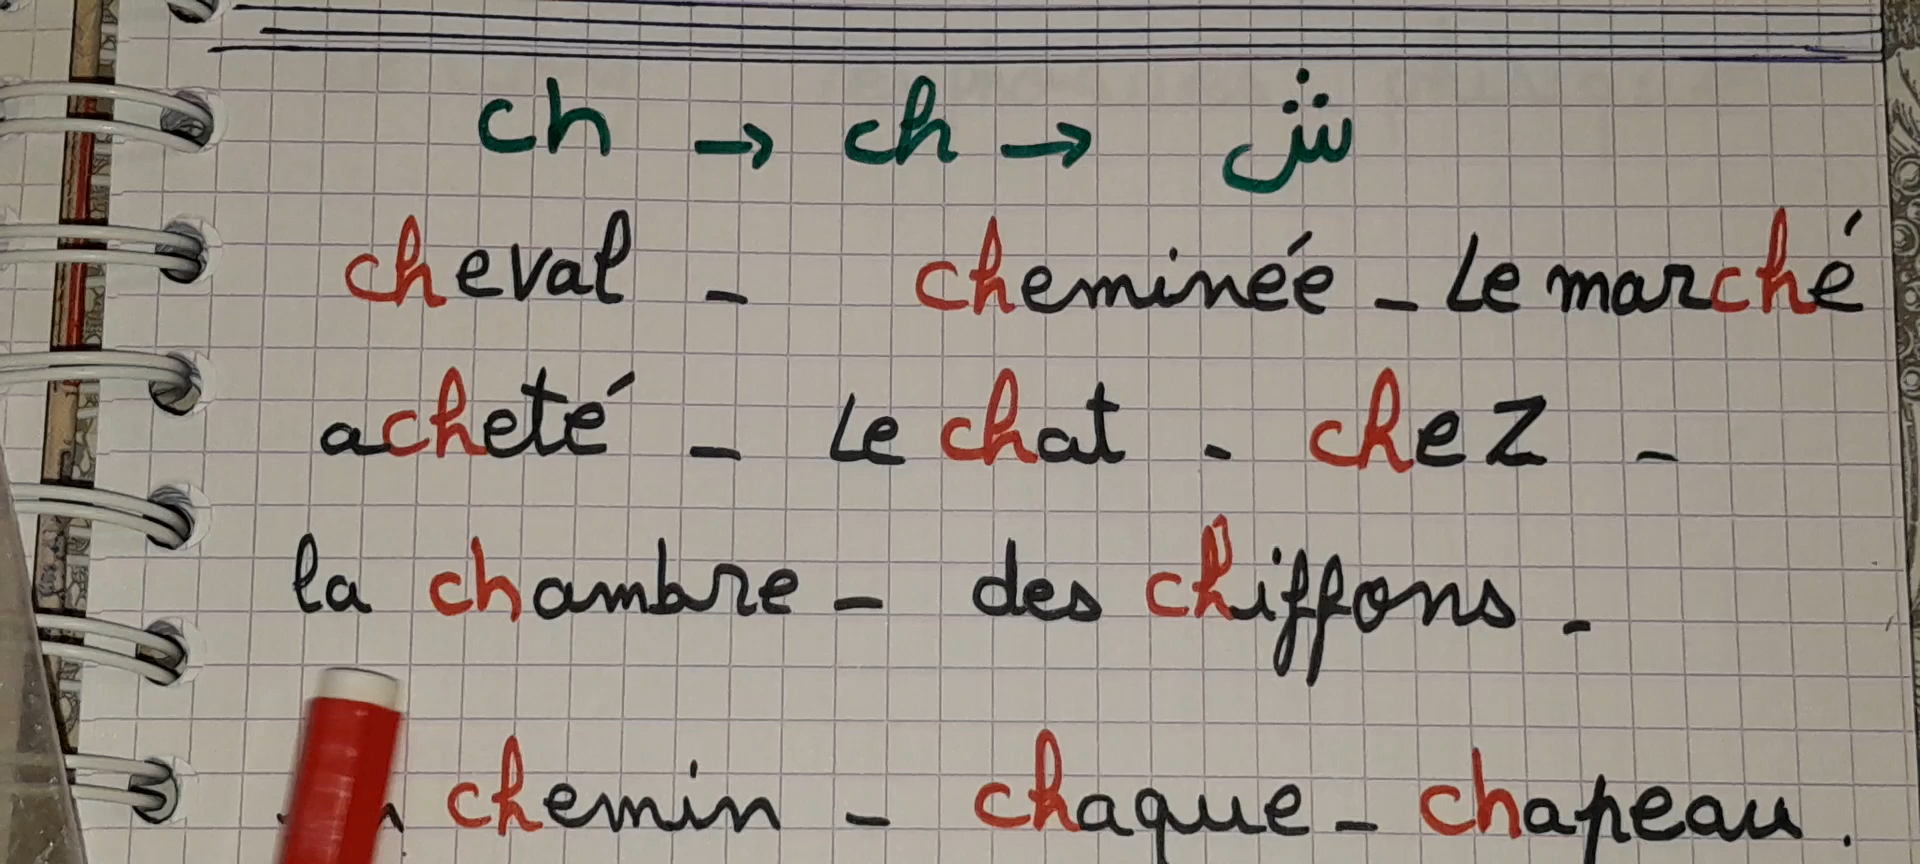 ch → ch → ش
cheval - cheminée - Le marché
acheté - Le chat - chez -
la chambre - des chiffons -
chemin - chaque - chapeau.